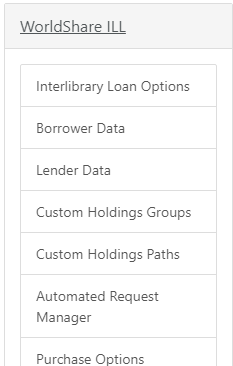 WorldShare ILL
Interlibrary Loan Options
Borrower Data
Lender Data
Custom Holdings Groups
Custom Holdings Paths
Automated Request
Manager
Purchase Options